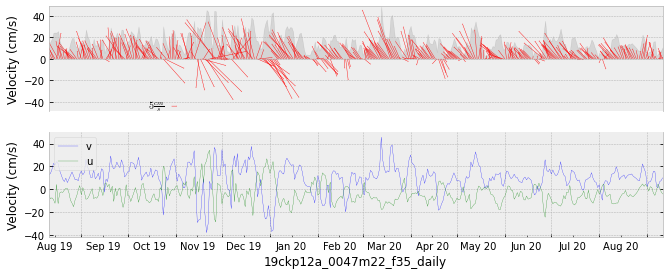 40
20
0
−20
−40
Velocity (cm/s)
5 cm/s
40
20
0
−20
−40
Velocity (cm/s)
v
u
Aug 19 Sep 19 Oct 19 Nov 19 Dec 19 Jan 20 Feb 20 Mar 20 Apr 20 May 20 Jun 20 Jul 20 Aug 20
19ckp12a_0047m22_f35_daily